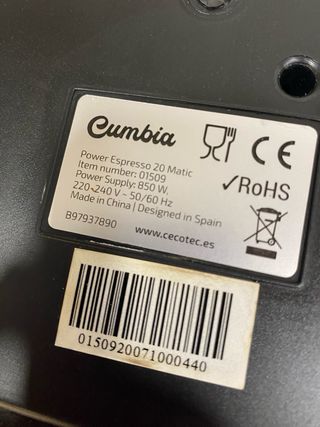 Cumbia
CE
Power Espresso 20 Matic
Item number: 01509
Power Supply: 850 W.
220-240 V ~ 50/60 Hz
Made in China | Designed in Spain
✓RoHS
B97937890
www.cecotec.es
0150920071000440